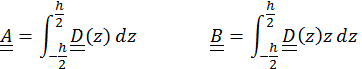 A = ∫_{-h/2}^{h/2} D(z) dz    B = ∫_{-h/2}^{h/2} D(z)z dz